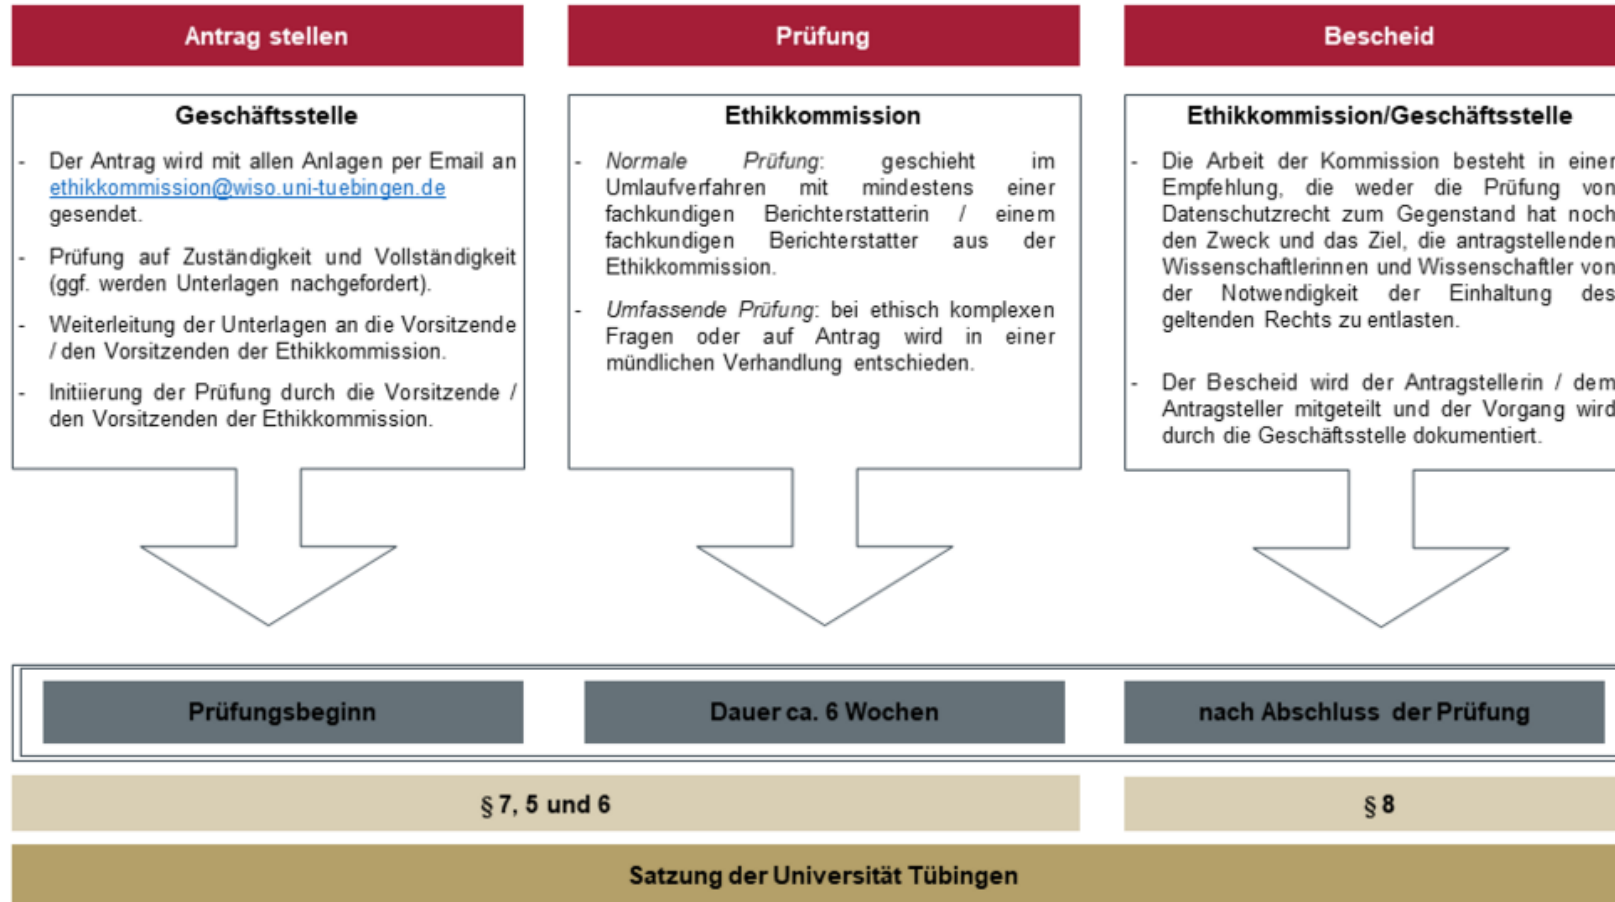 Antrag stellen
Geschäftsstelle
- Der Antrag wird mit allen Anlagen per Email an
ethikkommission@wiso.uni-tuebingen.de
gesendet.
- Prüfung auf Zuständigkeit und Vollständigkeit
(ggf. werden Unterlagen nachgefordert).
- Weiterleitung der Unterlagen an die Vorsitzende
/ den Vorsitzenden der Ethikkommission.
- Initiierung der Prüfung durch die Vorsitzende /
den Vorsitzenden der Ethikkommission.
Prüfung
Ethikkommission
- Normale Prüfung: geschieht im
Umlaufverfahren mit mindestens einer
fachkundigen Berichterstatterin / einem
fachkundigen Berichterstatter aus der
Ethikkommission.
- Umfassende Prüfung: bei ethisch komplexen
Fragen oder auf Antrag wird in einer
mündlichen Verhandlung entschieden.
Bescheid
Ethikkommission/Geschäftsstelle
- Die Arbeit der Kommission besteht in einer
Empfehlung, die weder die Prüfung von
Datenschutzrecht zum Gegenstand hat noch
den Zweck und das Ziel, die antragstellenden
Wissenschaftlerinnen und Wissenschaftler von
der Notwendigkeit der Einhaltung des
geltenden Rechts zu entlasten.
- Der Bescheid wird der Antragstellerin / dem
Antragsteller mitgeteilt und der Vorgang wird
durch die Geschäftsstelle dokumentiert.
Prüfungsbeginn
Dauer ca. 6 Wochen
nach Abschluss der Prüfung
§ 7, 5 und 6
§ 8
Satzung der Universität Tübingen